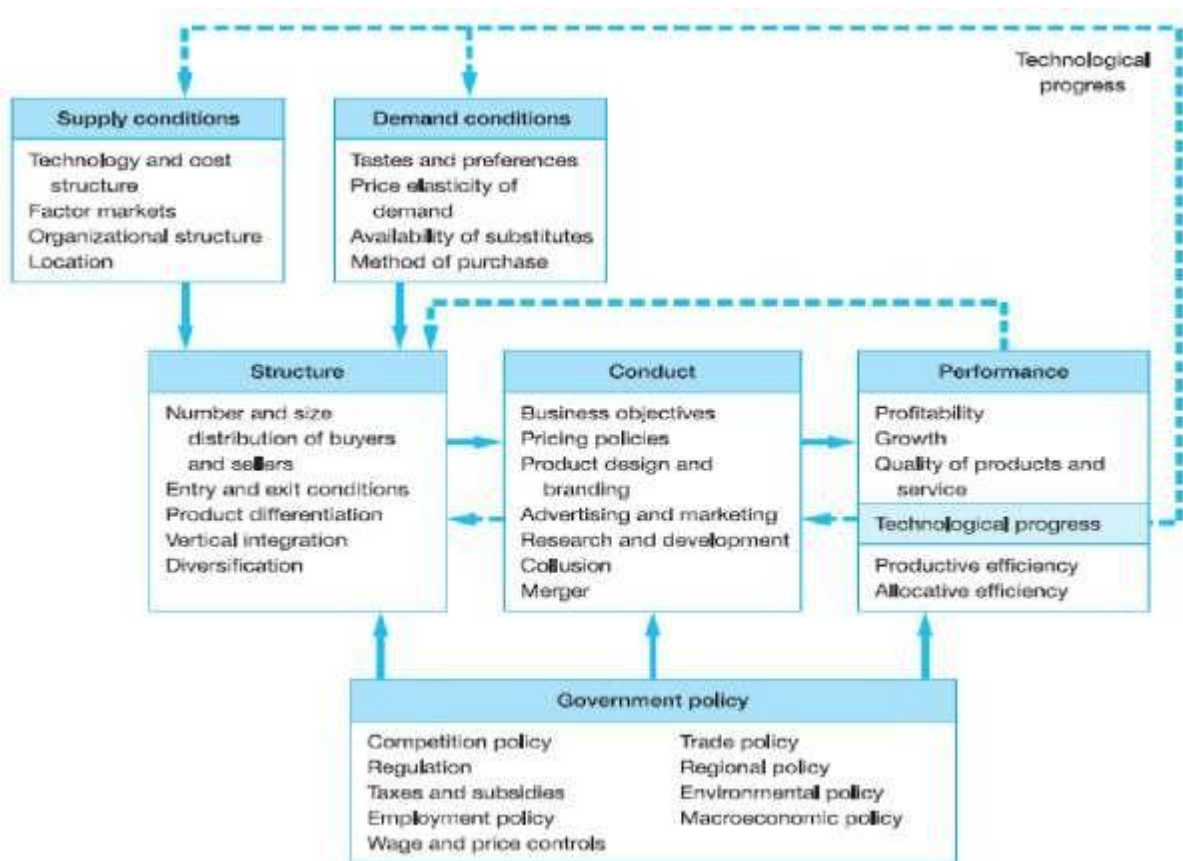 Technological
progress
Supply conditions
Technology and cost
structure
Factor markets
Organizational structure
Location
Demand conditions
Tastes and preferences
Price elasticity of
demand
Availability of substitutes
Method of purchase
Structure
Number and size
distribution of buyers
and sellers
Entry and exit conditions
Product differentiation
Vertical integration
Diversification
Conduct
Business objectives
Pricing policies
Product design and
branding
Advertising and marketing
Research and development
Collusion
Merger
Performance
Profitability
Growth
Quality of products and
service
Technological progress
Productive efficiency
Allocative efficiency
Government policy
Competition policy
Regulation
Taxes and subsidies
Employment policy
Wage and price controls
Trade policy
Regional policy
Environmental policy
Macroeconomic policy